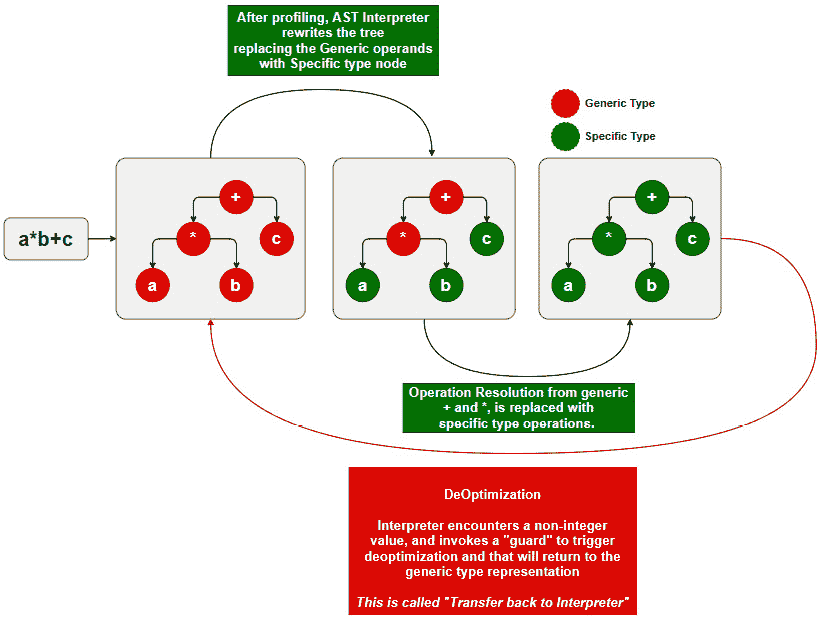 After profiling, AST Interpreter
rewrites the tree
replacing the Generic operands
with Specific type node
Generic Type
Specific Type
a*b+c
+
*
c
a
b
+
*
c
a
b
+
*
c
a
b
Operation Resolution from generic
+ and *, is replaced with
specific type operations.
DeOptimization
Interpreter encounters a non-integer
value, and invokes a "guard" to trigger
deoptimization and that will return to the
generic type representation
This is called "Transfer back to Interpreter"